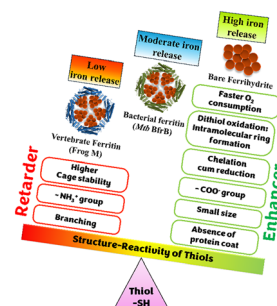 High iron
release
Moderate iron
release
Low
iron release
Bare Ferrihydrite
Bacterial ferritin
(Mtb BfrB)
Vertebrate Ferritin
(Frog M)
Retarder
Higher
Cage stability
-NH₃⁺ group
Branching
Faster O₂
consumption
Dithiol oxidation:
Intramolecular ring
formation
Chelation
cum reduction
-COO⁻group
Small size
Absence of
protein coat
Enhancer
Structure-Reactivity of Thiols
Thiol
-SH